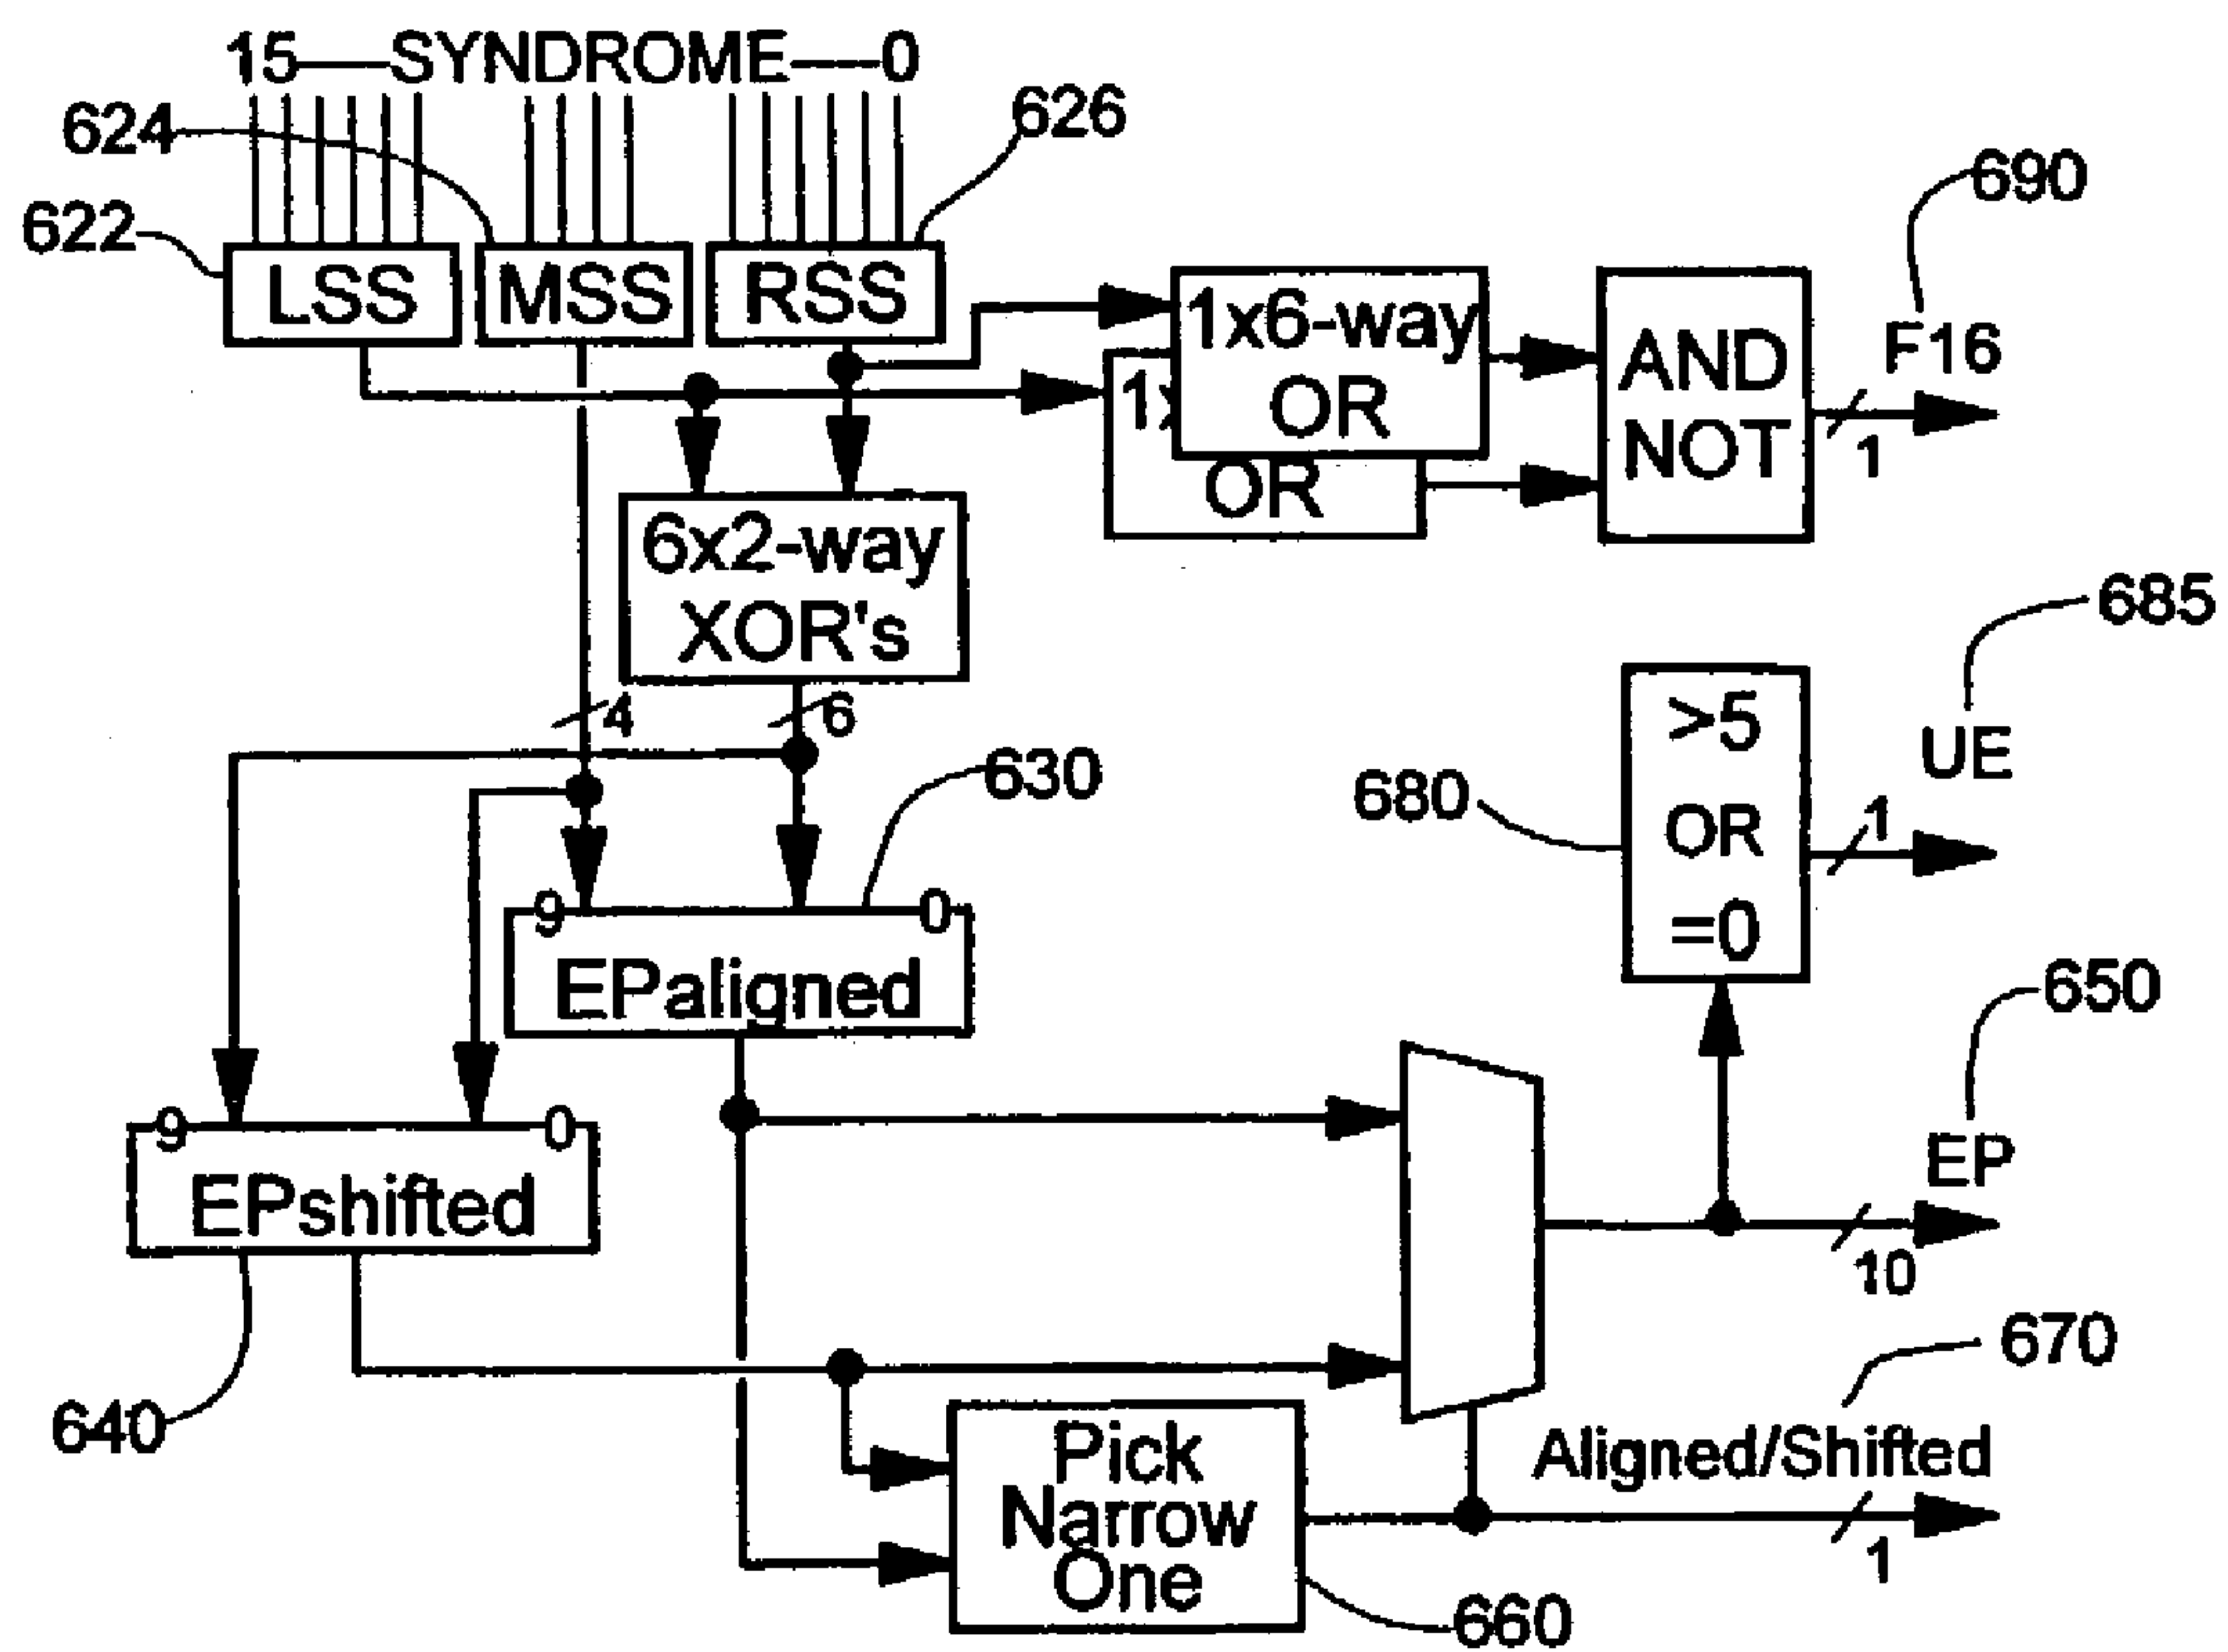 15 SYNDROME 0
624
626
690
622
LSS
MSS
RSS
1x6-way
OR
1x
OR
AND
NOT
F16
1
6x2-way
XOR's
685
4
6
>5
OR
=0
UE
1
630
680
9
0
EPaligned
650
9
0
EPshifted
EP
10
640
670
Pick
Narrow
One
Aligned/Shifted
1
660